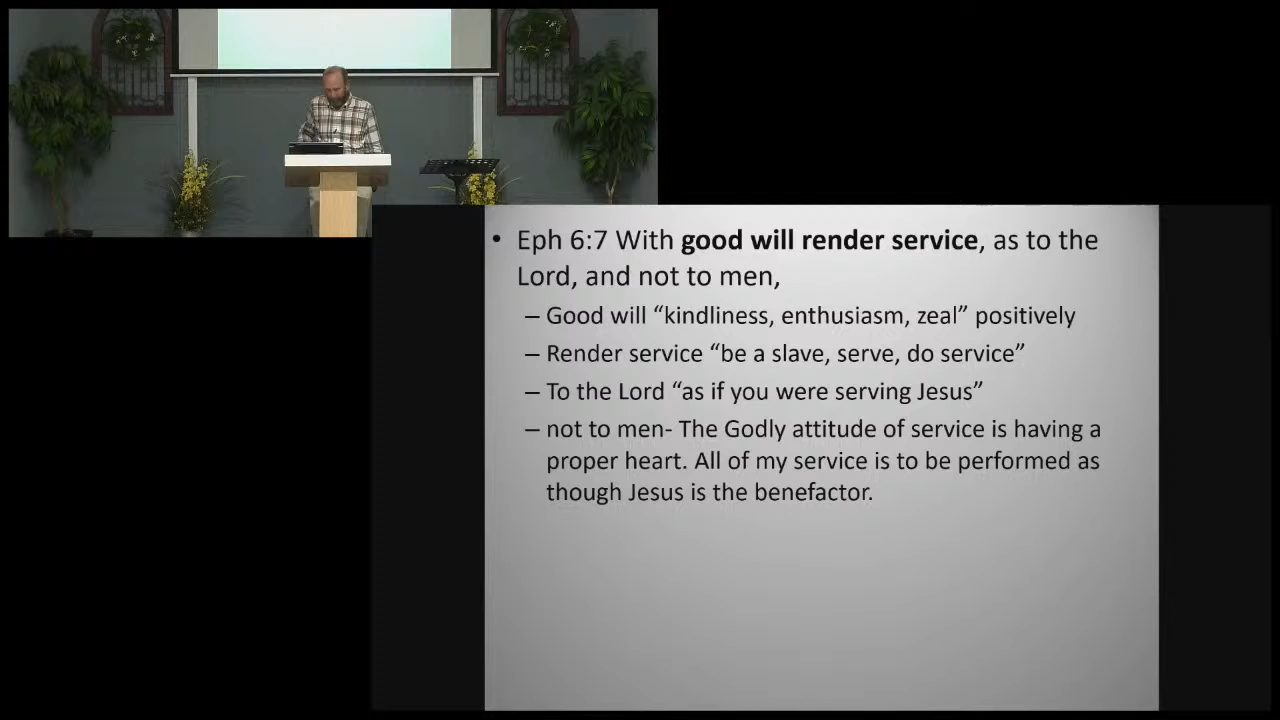 • Eph 6:7 With good will render service, as to the
Lord, and not to men,
– Good will “kindliness, enthusiasm, zeal” positively
– Render service “be a slave, serve, do service”
– To the Lord “as if you were serving Jesus”
– not to men- The Godly attitude of service is having a
proper heart. All of my service is to be performed as
though Jesus is the benefactor.